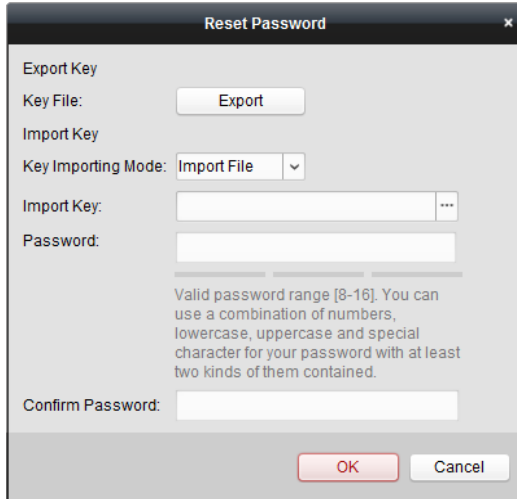 Reset Password ×
Export Key
Key File: Export
Import Key
Key Importing Mode: Import File
Import Key: ...
Password:
Valid password range [8-16]. You can
use a combination of numbers,
lowercase, uppercase and special
character for your password with at least
two kinds of them contained.
Confirm Password:
OK Cancel